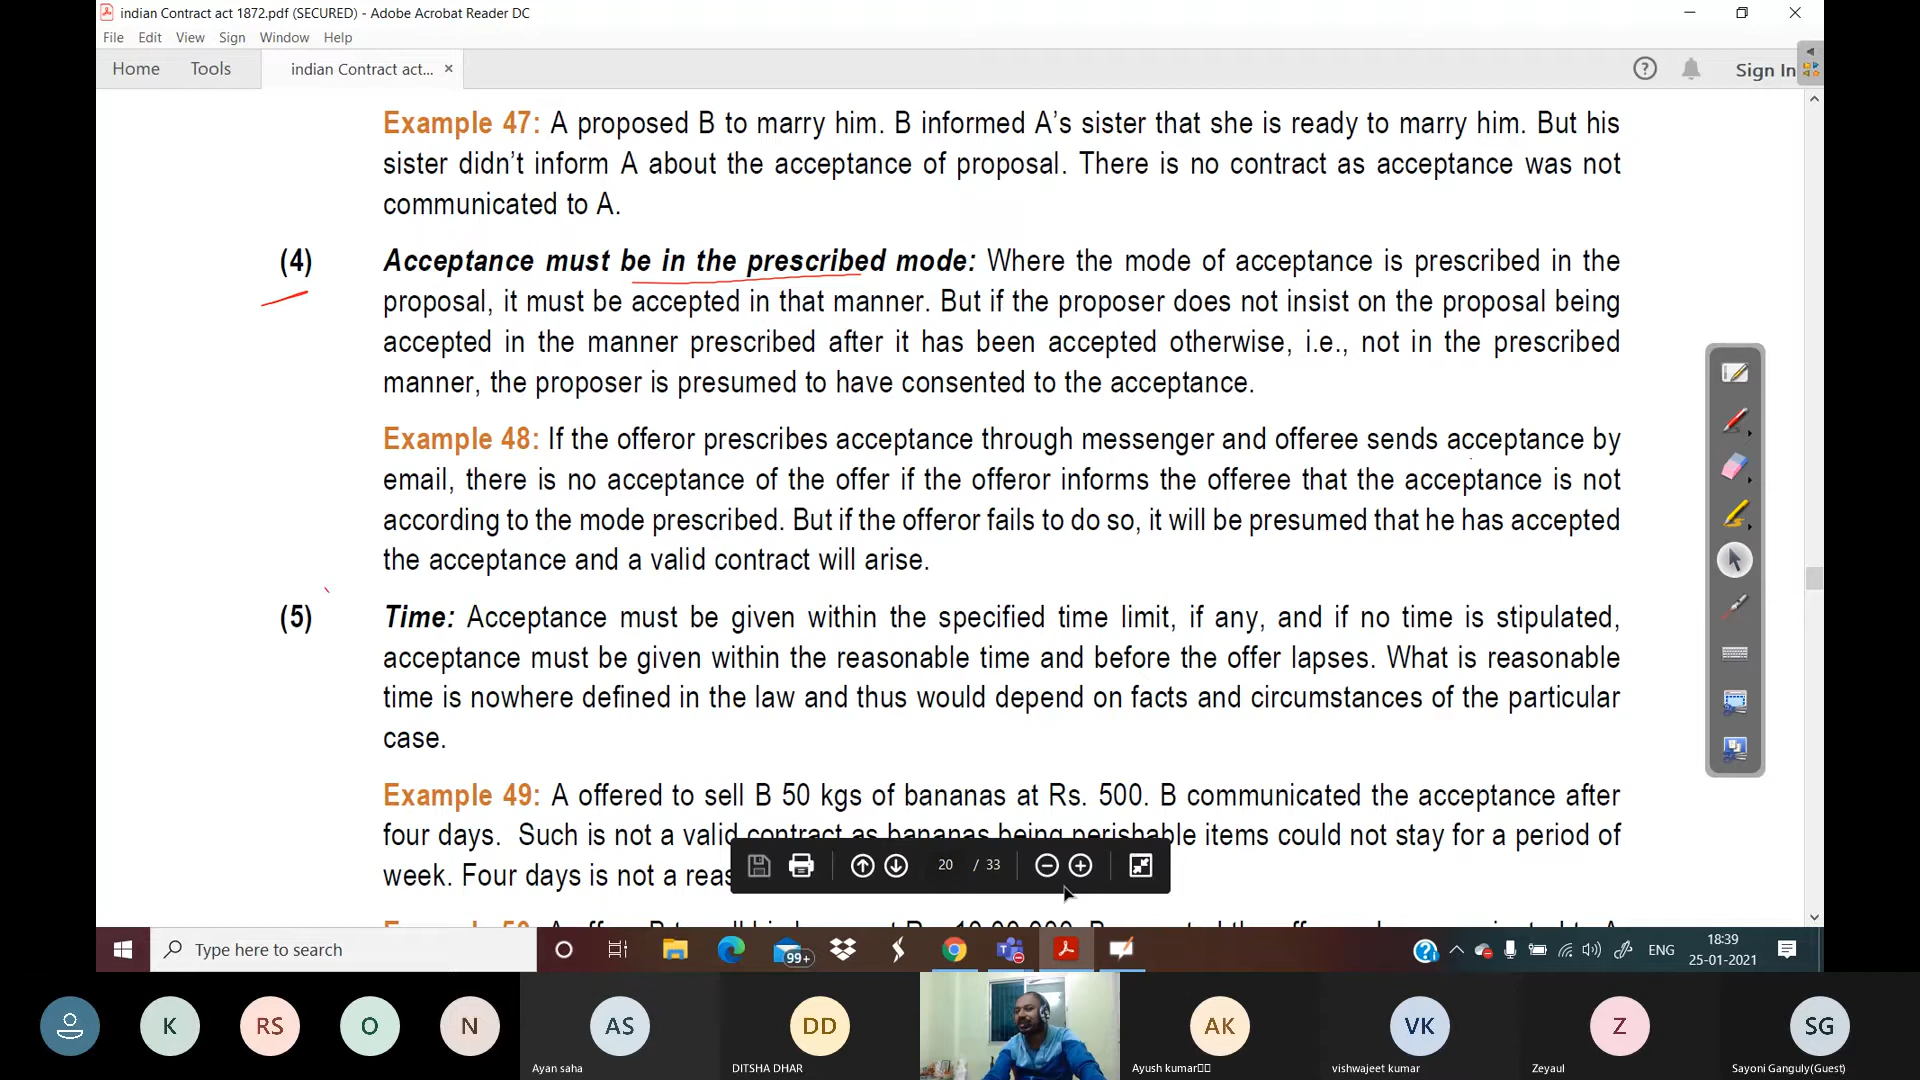 indian Contract act 1872.pdf (SECURED) - Adobe Acrobat Reader DC
File Edit View Sign Window Help
Home Tools indian Contract act... × Sign In
Example 47: A proposed B to marry him. B informed A's sister that she is ready to marry him. But his
sister didn't inform A about the acceptance of proposal. There is no contract as acceptance was not
communicated to A.
(4) Acceptance must be in the prescribed mode: Where the mode of acceptance is prescribed in the
proposal, it must be accepted in that manner. But if the proposer does not insist on the proposal being
accepted in the manner prescribed after it has been accepted otherwise, i.e., not in the prescribed
manner, the proposer is presumed to have consented to the acceptance.
Example 48: If the offeror prescribes acceptance through messenger and offeree sends acceptance by
email, there is no acceptance of the offer if the offeror informs the offeree that the acceptance is not
according to the mode prescribed. But if the offeror fails to do so, it will be presumed that he has accepted
the acceptance and a valid contract will arise.
(5) Time: Acceptance must be given within the specified time limit, if any, and if no time is stipulated,
acceptance must be given within the reasonable time and before the offer lapses. What is reasonable
time is nowhere defined in the law and thus would depend on facts and circumstances of the particular
case.
Example 49: A offered to sell B 50 kgs of bananas at Rs. 500. B communicated the acceptance after
four days. Such is not a valid contract as bananas being perishable items could not stay for a period of
week. Four days is not a reas
20 / 33
Type here to search
99+
ENG
18:39
25-01-2021
K RS O N AS DD AK VK Z SG
Ayan saha DITSHA DHAR Ayush kumar vishwajeet kumar Zeyaul Sayoni Ganguly(Guest)